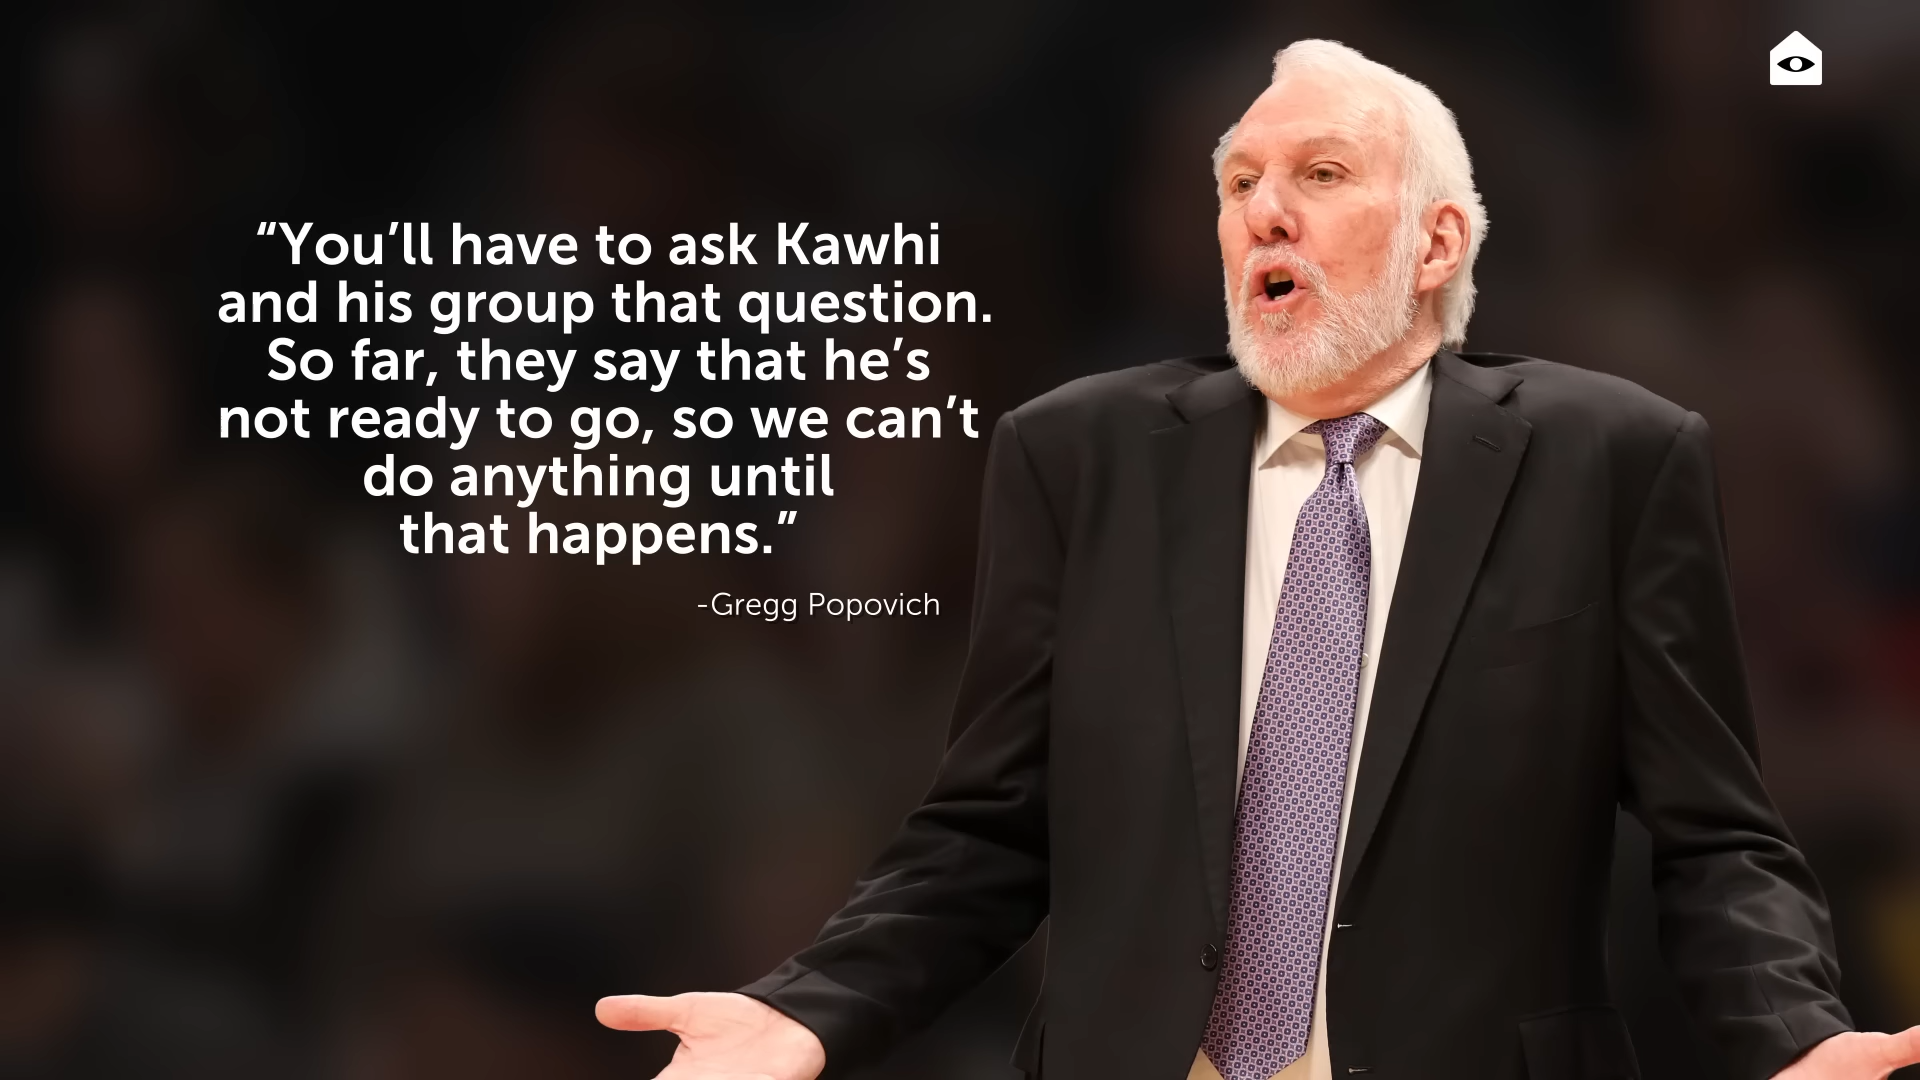 “You’ll have to ask Kawhi
and his group that question.
So far, they say that he’s
not ready to go, so we can’t
do anything until
that happens.”
-Gregg Popovich